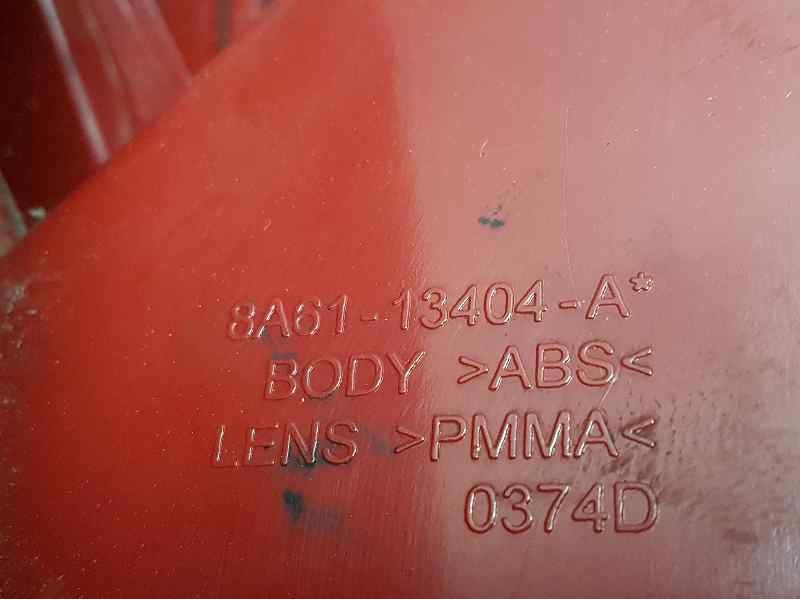 8A61-13404-A*
BODY >ABS<
LENS >PMMA<
0374D